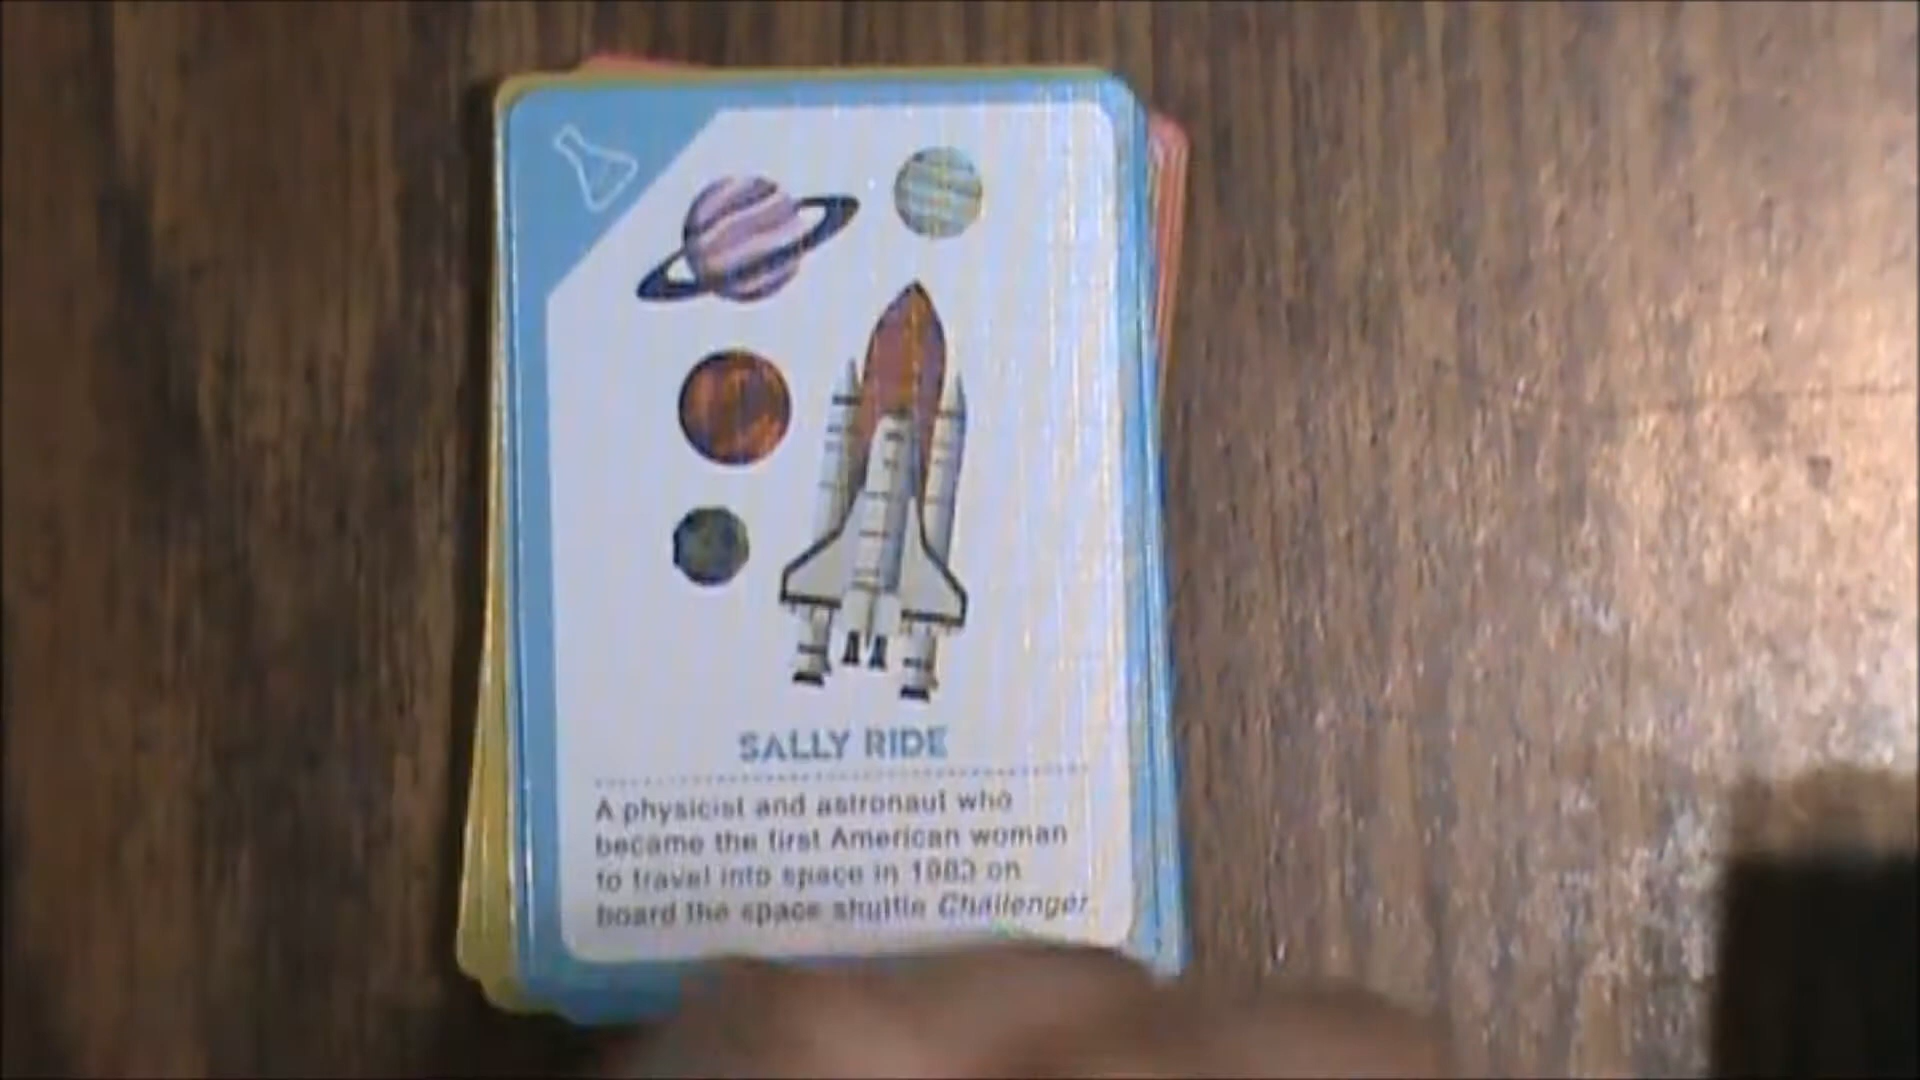 SALLY RIDE
A physicist and astronaut who
became the first American woman
to travel into space in 1983 on
board the space shuttle Challenger